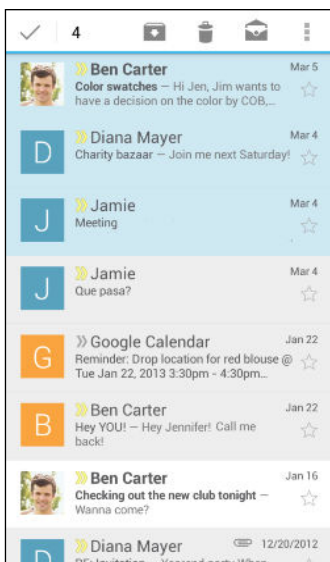 4
Ben Carter Mar 5
Color swatches – Hi Jen, Jim wants to
have a decision on the color by COB,...
D Diana Mayer Mar 4
Charity bazaar – Join me next Saturday!
J Jamie Mar 4
Meeting
J Jamie Mar 4
Que pasa?
G Google Calendar Jan 22
Reminder: Drop location for red blouse @
Tue Jan 22, 2013 3:30pm - 4:30pm...
B Ben Carter Jan 22
Hey YOU! – Hey Jennifer! Call me
back!
Ben Carter Jan 16
Checking out the new club tonight –
Wanna come?
D Diana Mayer 12/20/2012